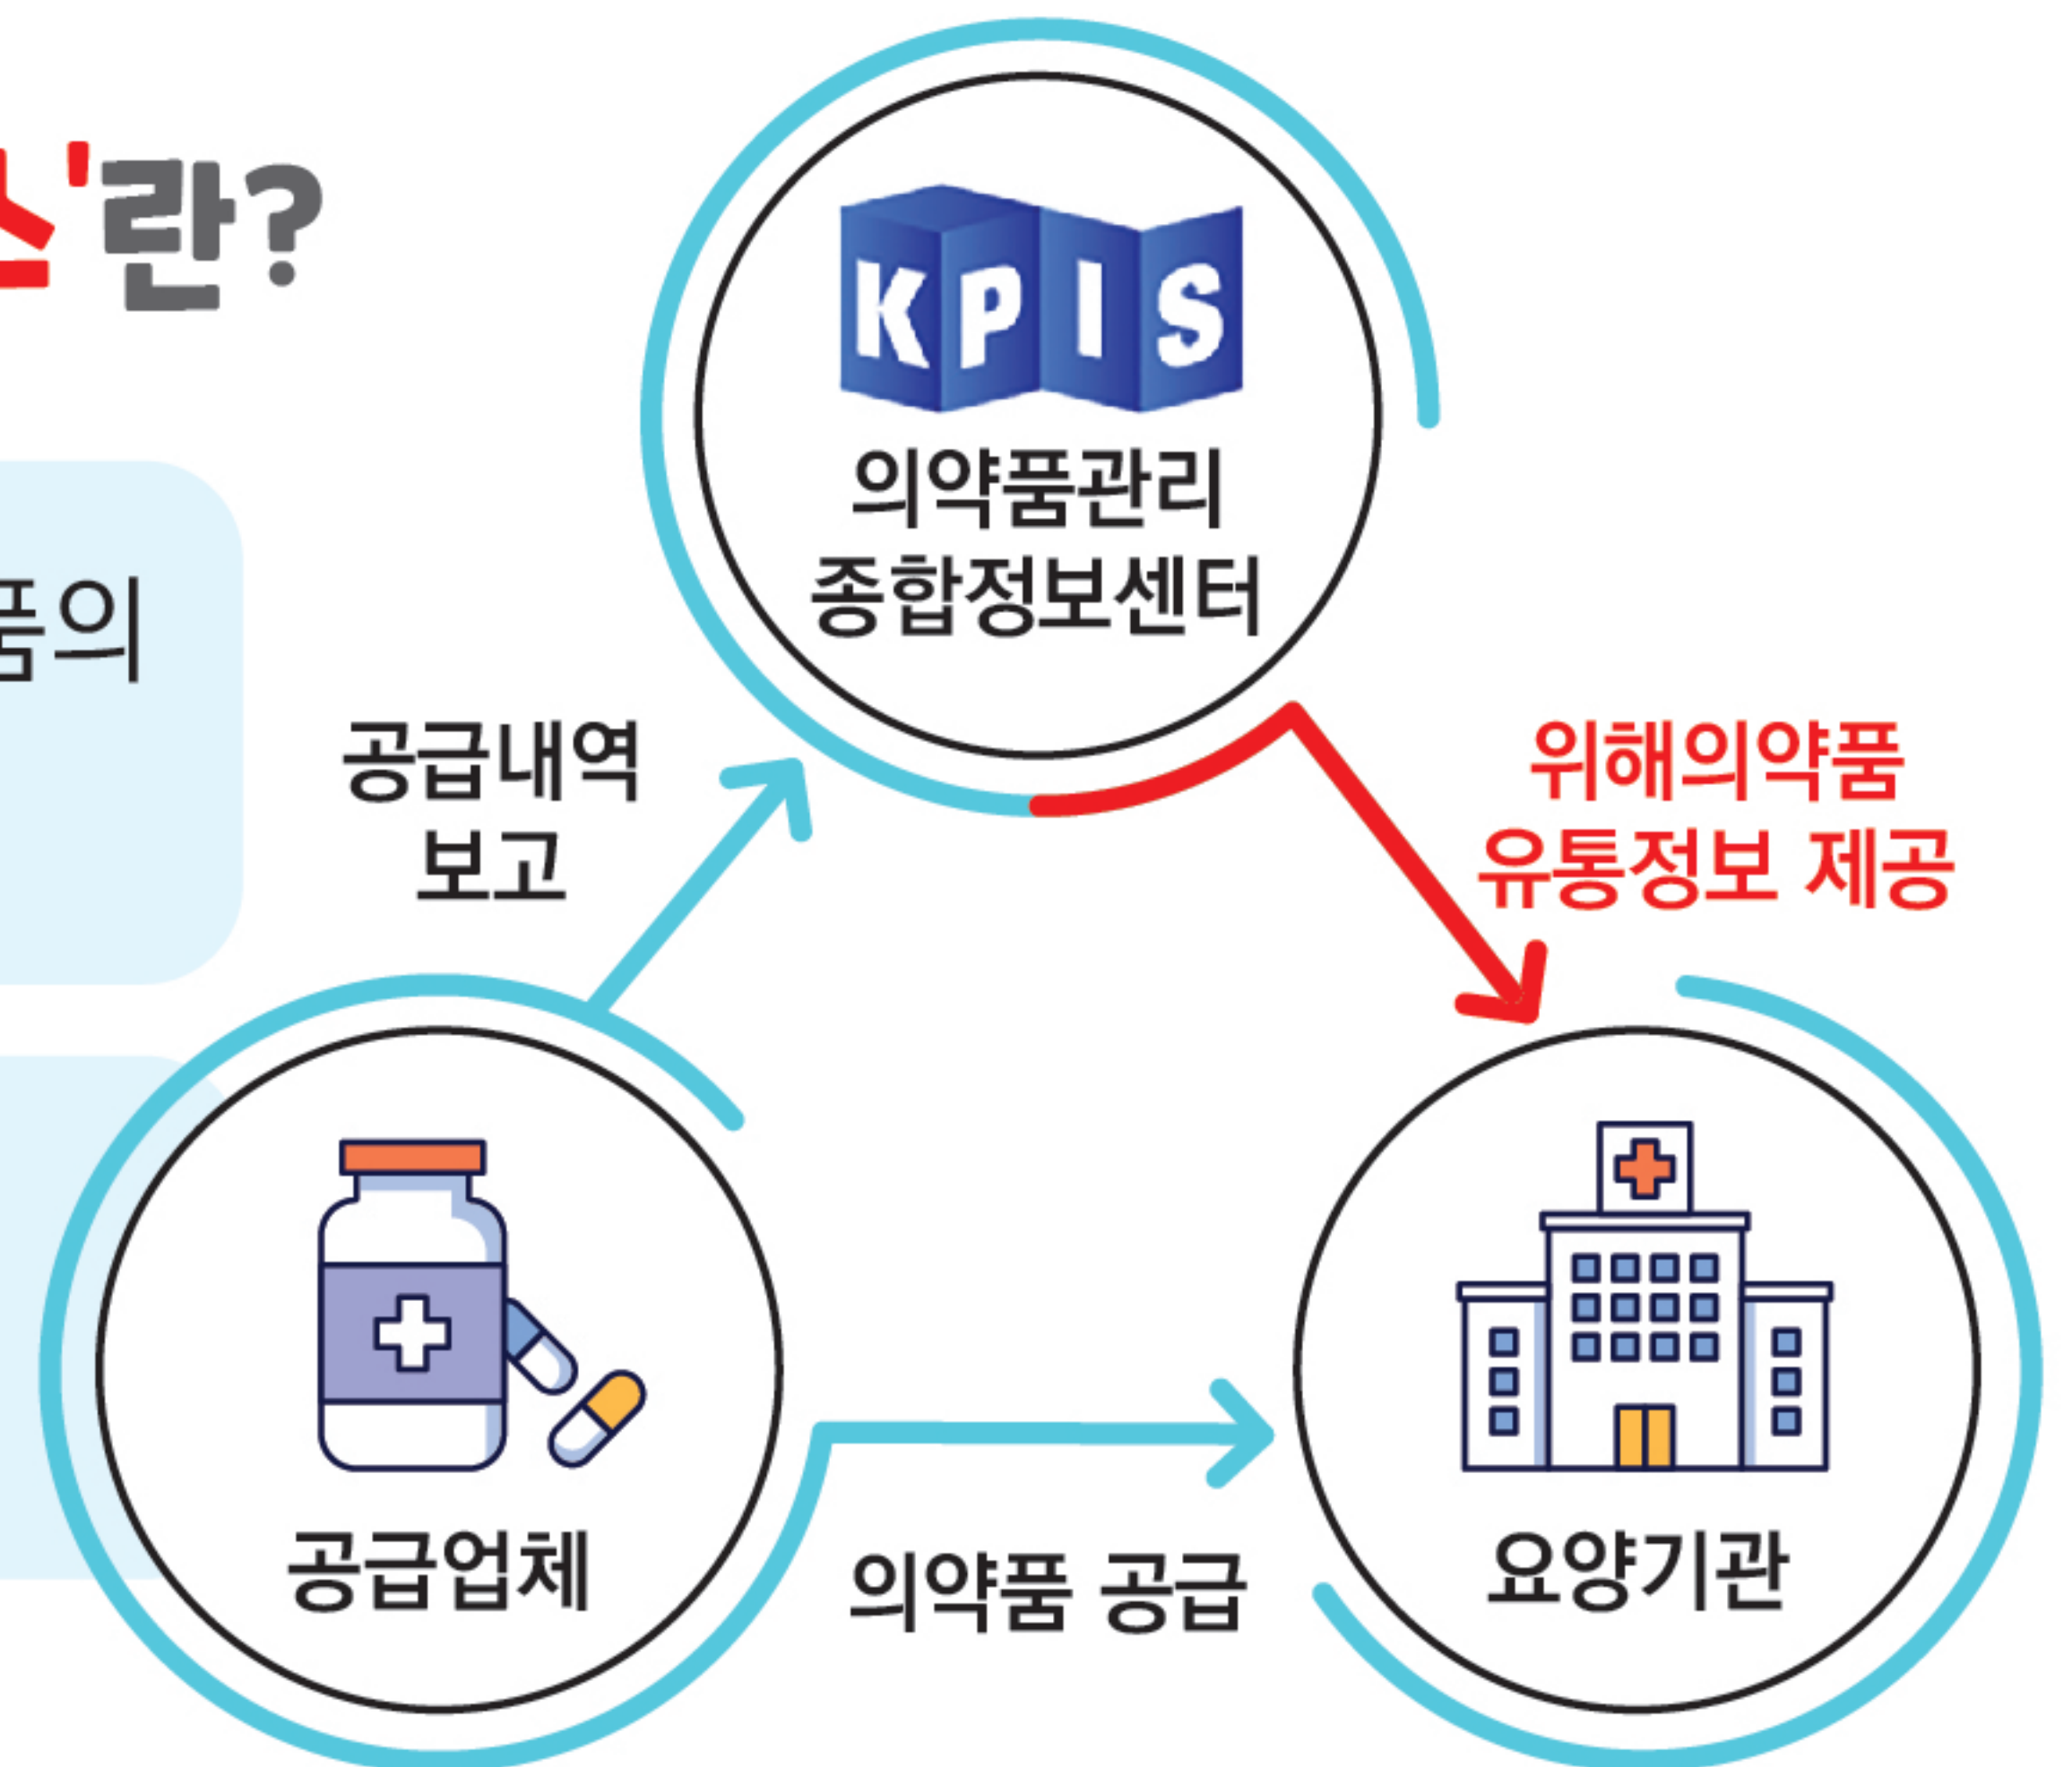 '란?
KPIS
의약품관리
종합정보센터
품의
공급내역
보고
위해의약품
유통정보 제공
공급업체
의약품 공급
요양기관